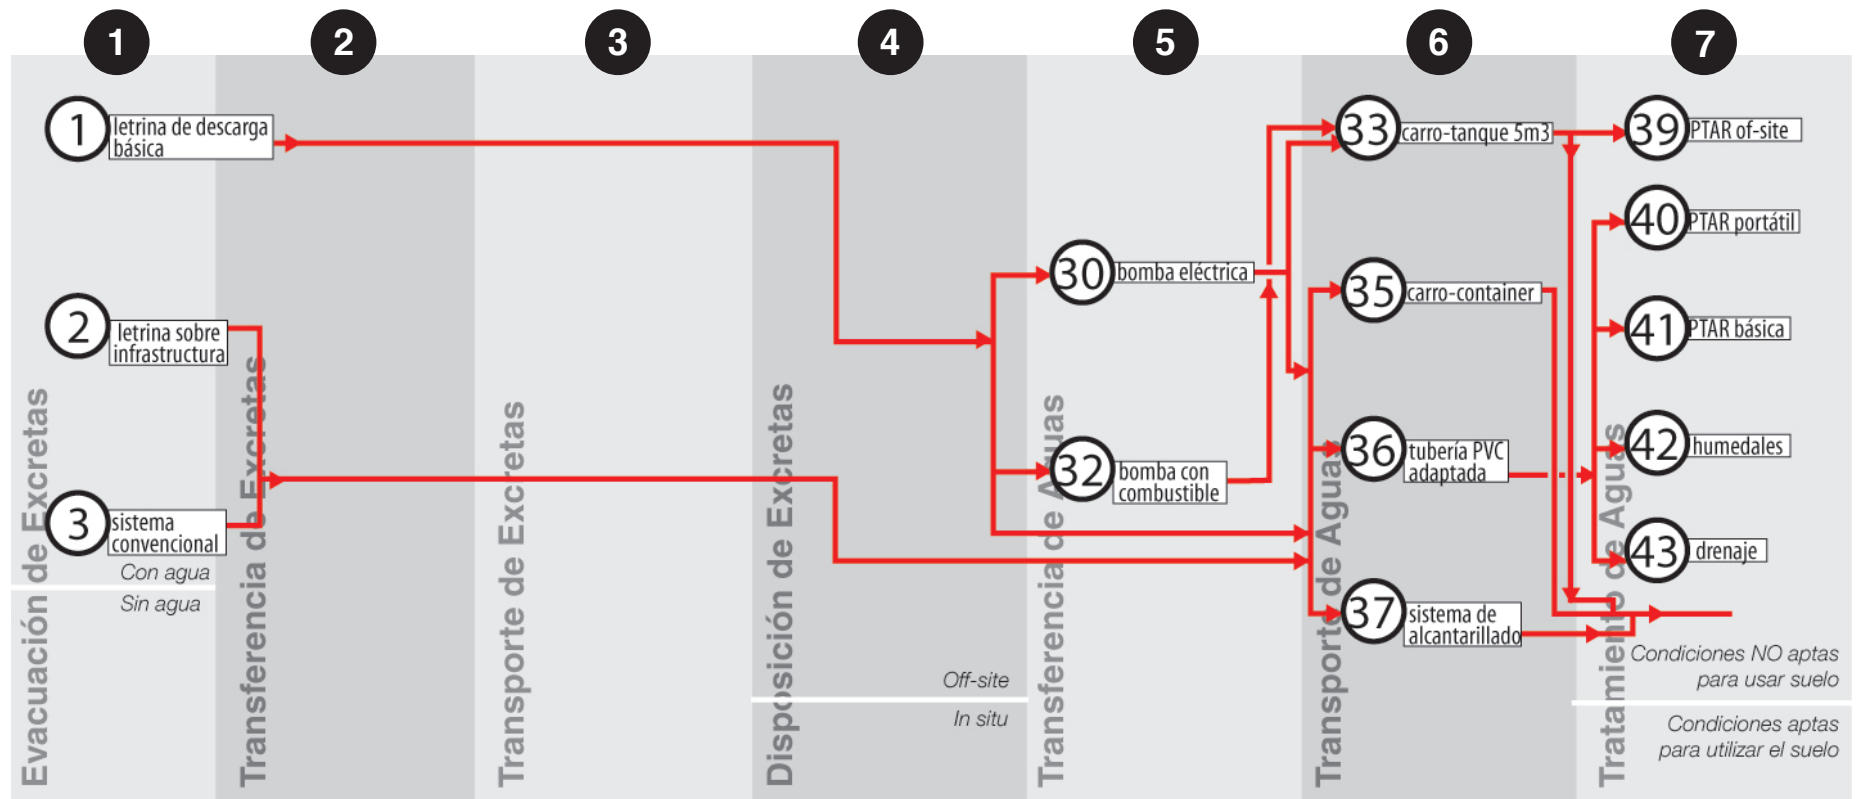 1
2
3
4
5
6
7
1
letrina de descarga
básica
2
letrina sobre
infrastructura
3
sistema
convencional
Con agua
Sin agua
Evacuación de Excretas
Transferencia de Excretas
Transporte de Excretas
Disposición de Excretas
Off-site
In situ
30
bomba eléctrica
32
bomba con
combustible
Transferencia de Aguas
33
carro-tanque 5m3
35
carro-container
36
tubería PVC
adaptada
37
sistema de
alcantarillado
Transporte de Aguas
39
PTAR of-site
40
PTAR portátil
41
PTAR básica
42
humedales
43
drenaje
Tratamiento de Aguas
Condiciones NO aptas
para usar suelo
Condiciones aptas
para utilizar el suelo